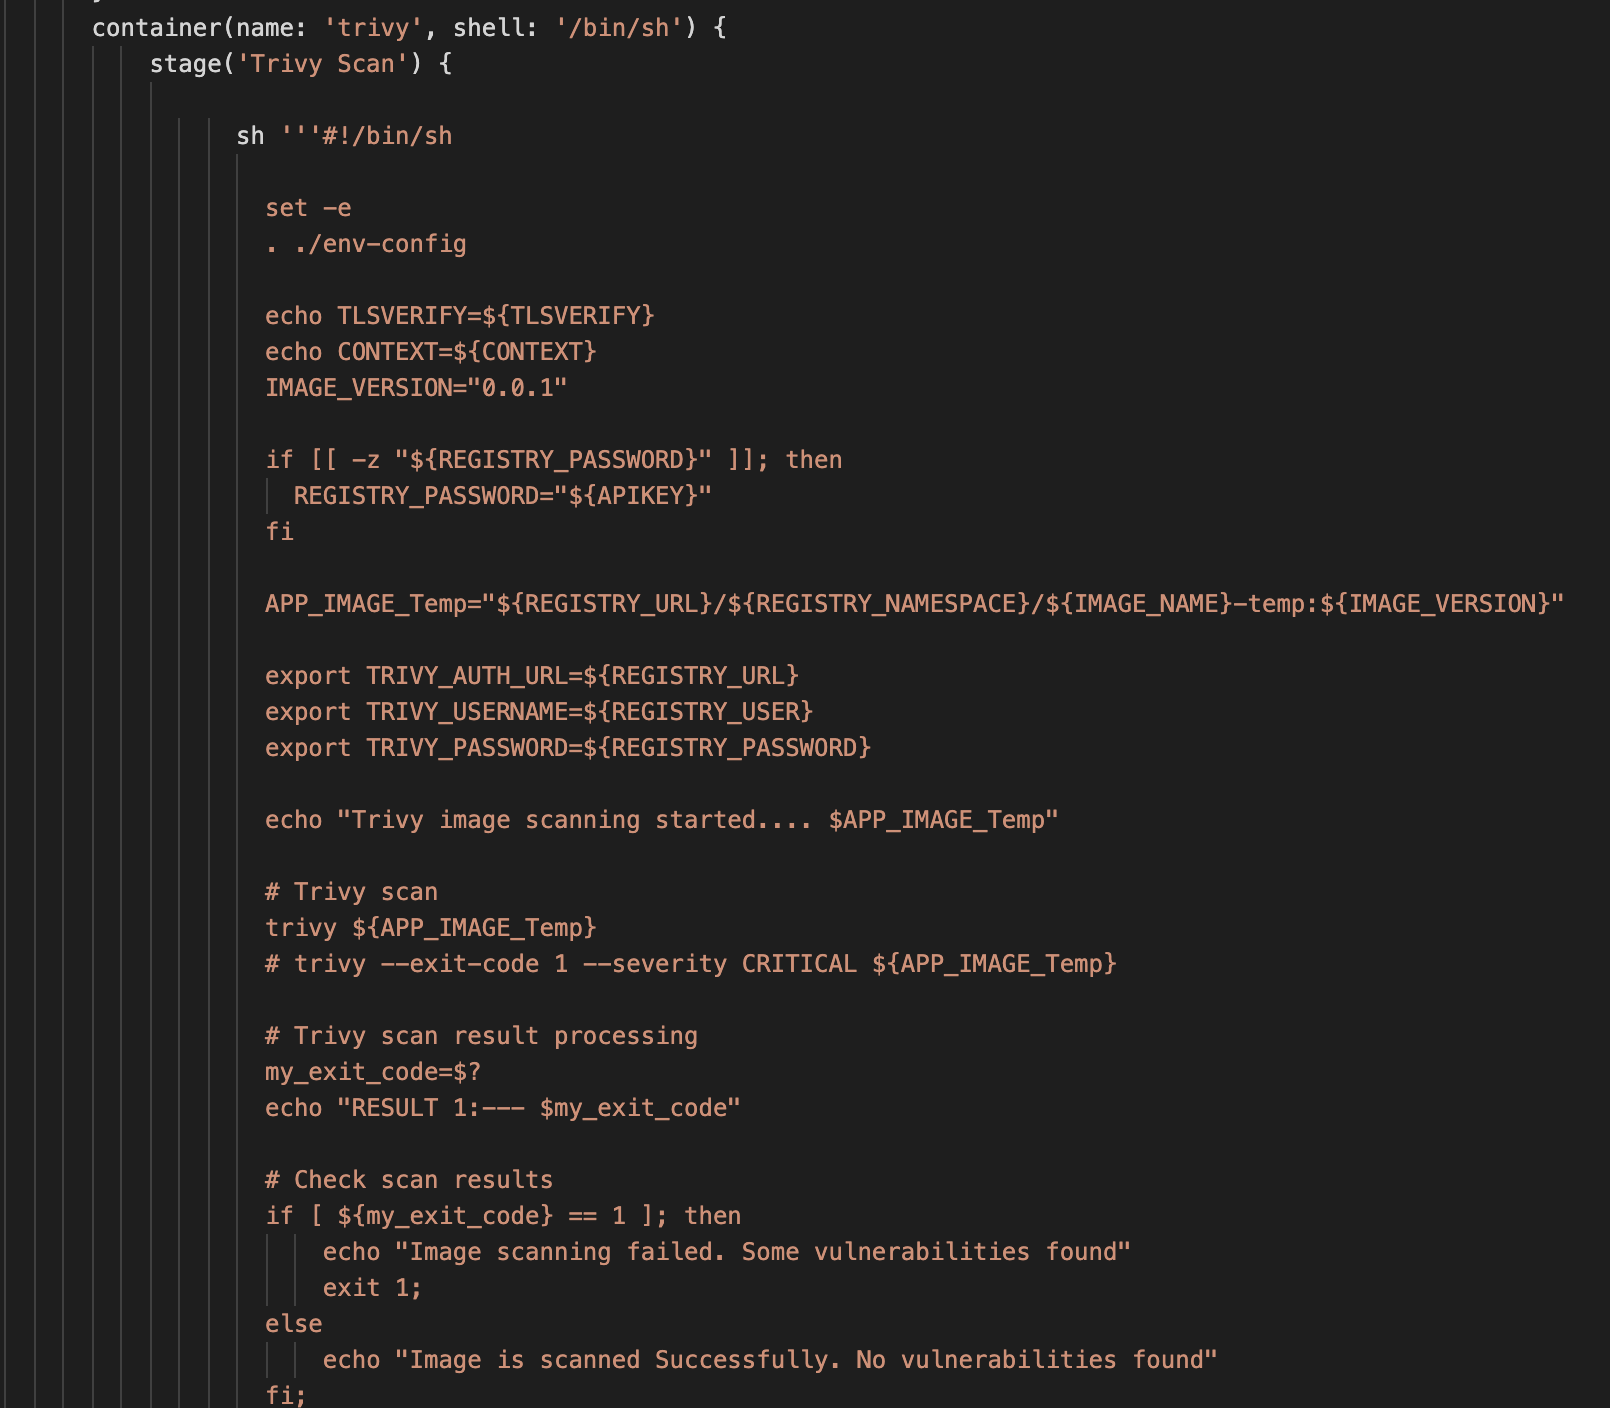 container(name: 'trivy', shell: '/bin/sh') {
stage('Trivy Scan') {
sh '''#!/bin/sh
set -e
. ./env-config
echo TLSVERIFY=${TLSVERIFY}
echo CONTEXT=${CONTEXT}
IMAGE_VERSION="0.0.1"
if [[ -z "${REGISTRY_PASSWORD}" ]]; then
REGISTRY_PASSWORD="${APIKEY}"
fi
APP_IMAGE_Temp="${REGISTRY_URL}/${REGISTRY_NAMESPACE}/${IMAGE_NAME}-temp:${IMAGE_VERSION}"
export TRIVY_AUTH_URL=${REGISTRY_URL}
export TRIVY_USERNAME=${REGISTRY_USER}
export TRIVY_PASSWORD=${REGISTRY_PASSWORD}
echo "Trivy image scanning started.... $APP_IMAGE_Temp"
# Trivy scan
trivy ${APP_IMAGE_Temp}
# trivy --exit-code 1 --severity CRITICAL ${APP_IMAGE_Temp}
# Trivy scan result processing
my_exit_code=$?
echo "RESULT 1:--- $my_exit_code"
# Check scan results
if [ ${my_exit_code} == 1 ]; then
echo "Image scanning failed. Some vulnerabilities found"
exit 1;
else
echo "Image is scanned Successfully. No vulnerabilities found"
fi;